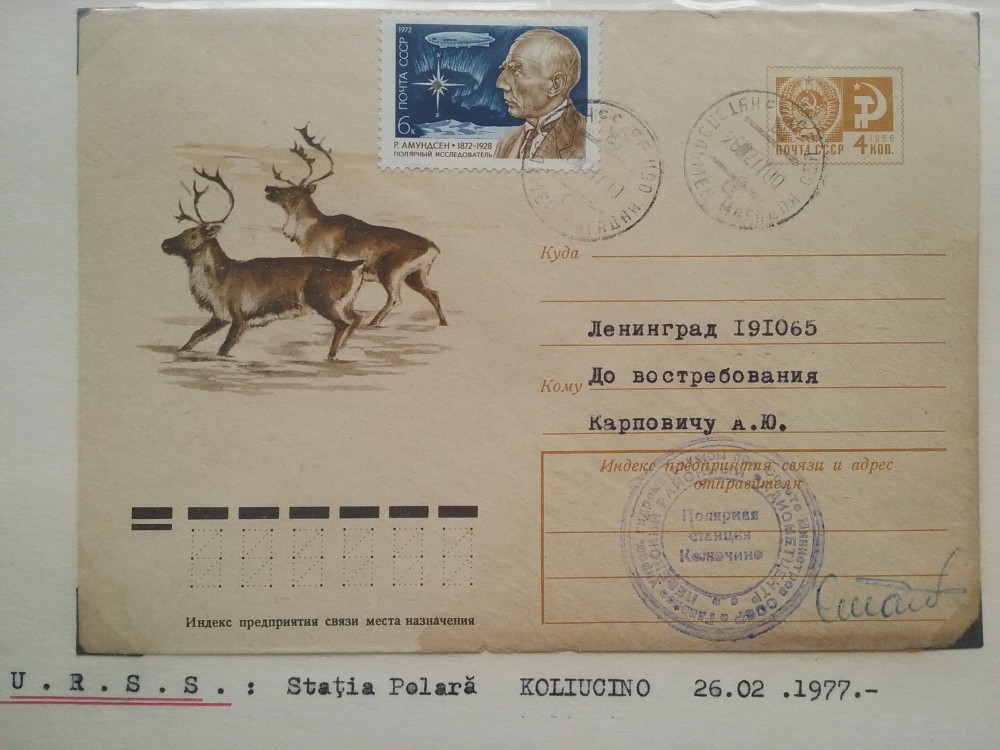 1972
ПОЧТА СССР
6к
Р. АМУНДСЕН • 1872-1928
ПОЛЯРНЫЙ ИССЛЕДОВАТЕЛЬ
1966
ПОЧТА СССР 4 КОП.
Куда
Ленинград 191065
Кому До востребования
Карповичу А.Ю.
Индекс предприятия связи и адрес
отправителя
Полярная
станция
Колючино
Индекс предприятия связи места назначения
U.R.S.S.: Stația Polară KOLIUCINO 26.02 .1977.-